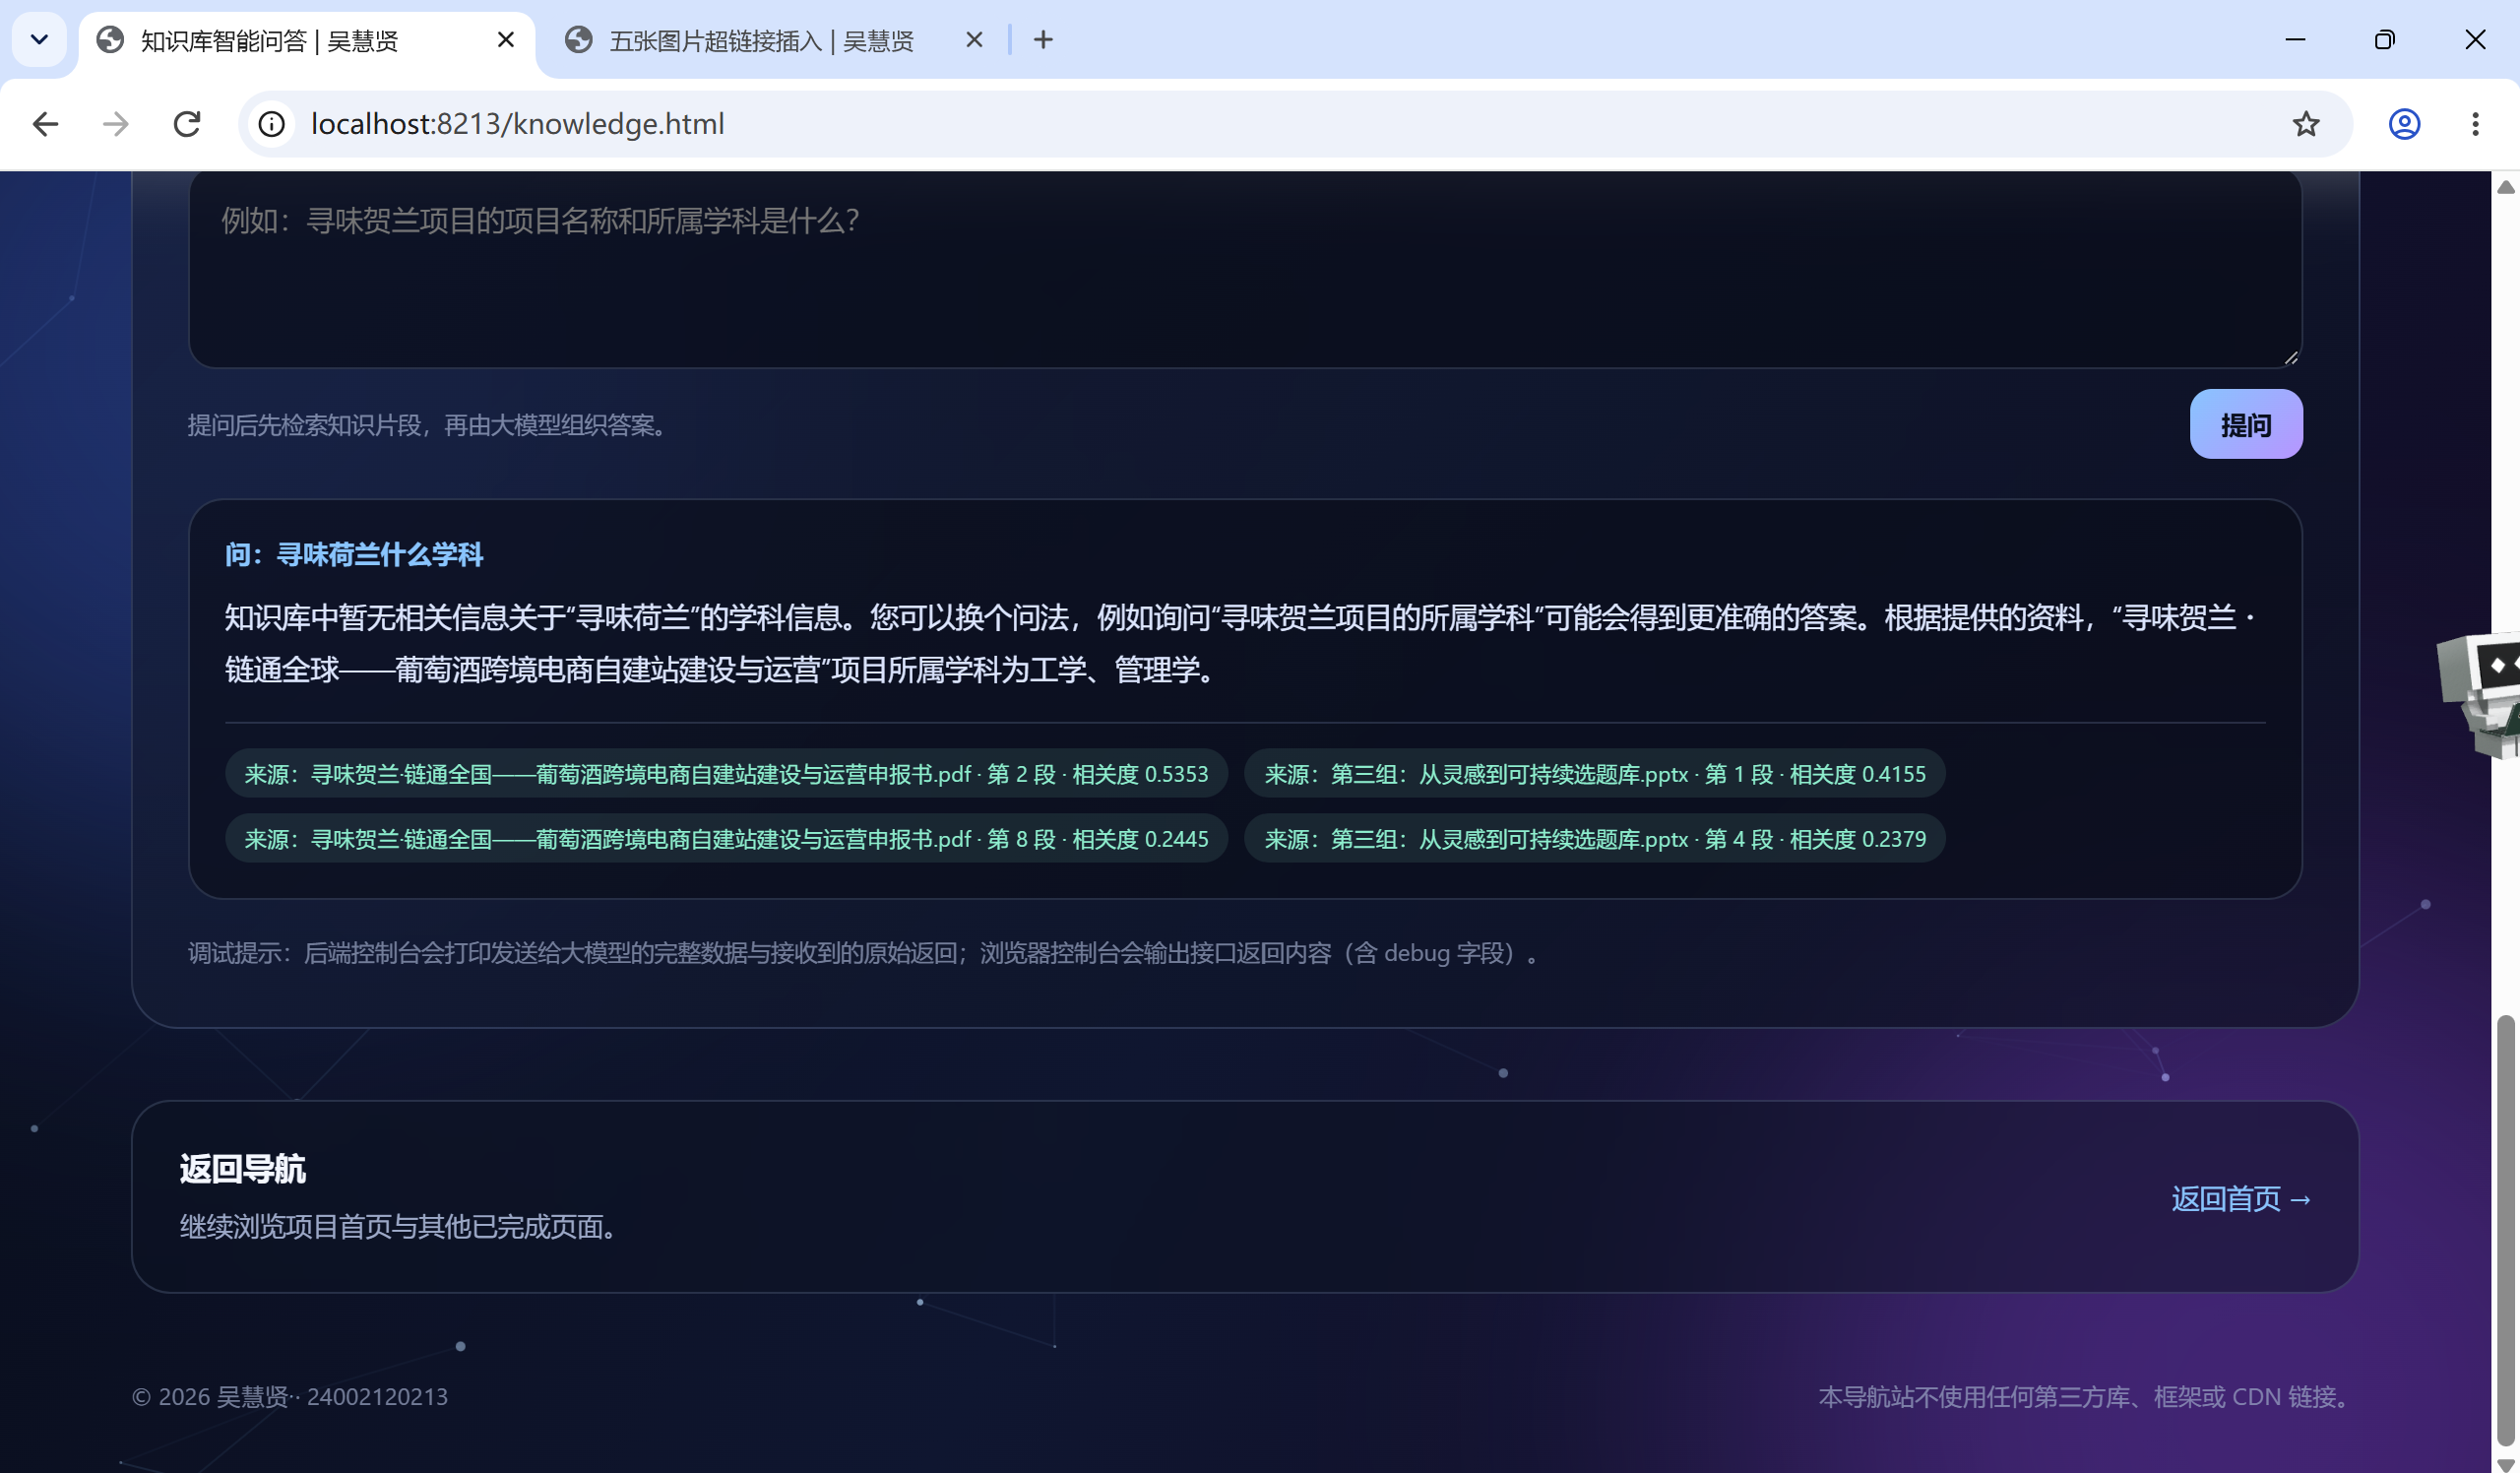 知识库智能问答 | 吴慧贤
五张图片超链接插入 | 吴慧贤
localhost:8213/knowledge.html
例如：寻味贺兰项目的项目名称和所属学科是什么？
提问后先检索知识片段，再由大模型组织答案。
提问
问：寻味荷兰什么学科
知识库中暂无相关信息关于“寻味荷兰”的学科信息。您可以换个问法，例如询问“寻味贺兰项目的所属学科”可能会得到更准确的答案。根据提供的资料，“寻味贺兰·
链通全球——葡萄酒跨境电商自建站建设与运营”项目所属学科为工学、管理学。
来源：寻味贺兰·链通全国——葡萄酒跨境电商自建站建设与运营申报书.pdf · 第 2 段 · 相关度 0.5353
来源：第三组：从灵感到可持续选题库.pptx · 第 1 段 · 相关度 0.4155
来源：寻味贺兰·链通全国——葡萄酒跨境电商自建站建设与运营申报书.pdf · 第 8 段 · 相关度 0.2445
来源：第三组：从灵感到可持续选题库.pptx · 第 4 段 · 相关度 0.2379
调试提示：后端控制台会打印发送给大模型的完整数据与接收到的原始返回；浏览器控制台会输出接口返回内容（含 debug 字段）。
返回导航
继续浏览项目首页与其他已完成页面。
返回首页 →
© 2026 吴慧贤·· 24002120213
本导航站不使用任何第三方库、框架或 CDN 链接。